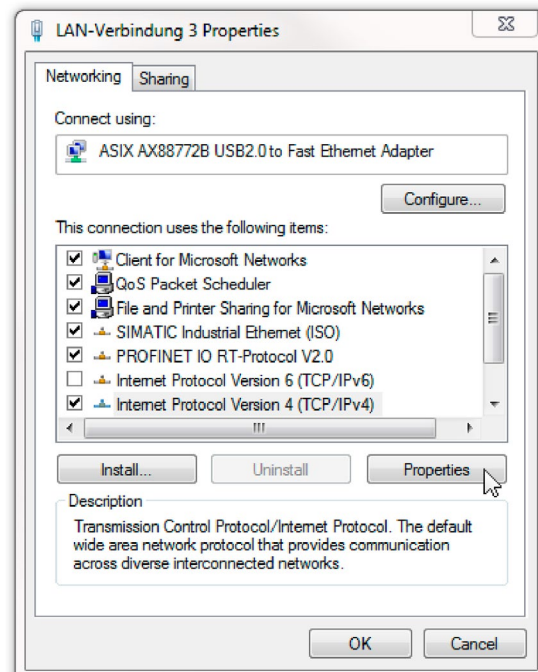 LAN-Verbindung 3 Properties
Networking
Sharing
Connect using:
ASIX AX88772B USB2.0 to Fast Ethernet Adapter
Configure...
This connection uses the following items:
Client for Microsoft Networks
QoS Packet Scheduler
File and Printer Sharing for Microsoft Networks
SIMATIC Industrial Ethernet (ISO)
PROFINET IO RT-Protocol V2.0
Internet Protocol Version 6 (TCP/IPv6)
Internet Protocol Version 4 (TCP/IPv4)
Install...
Uninstall
Properties
Description
Transmission Control Protocol/Internet Protocol. The default
wide area network protocol that provides communication
across diverse interconnected networks.
OK
Cancel